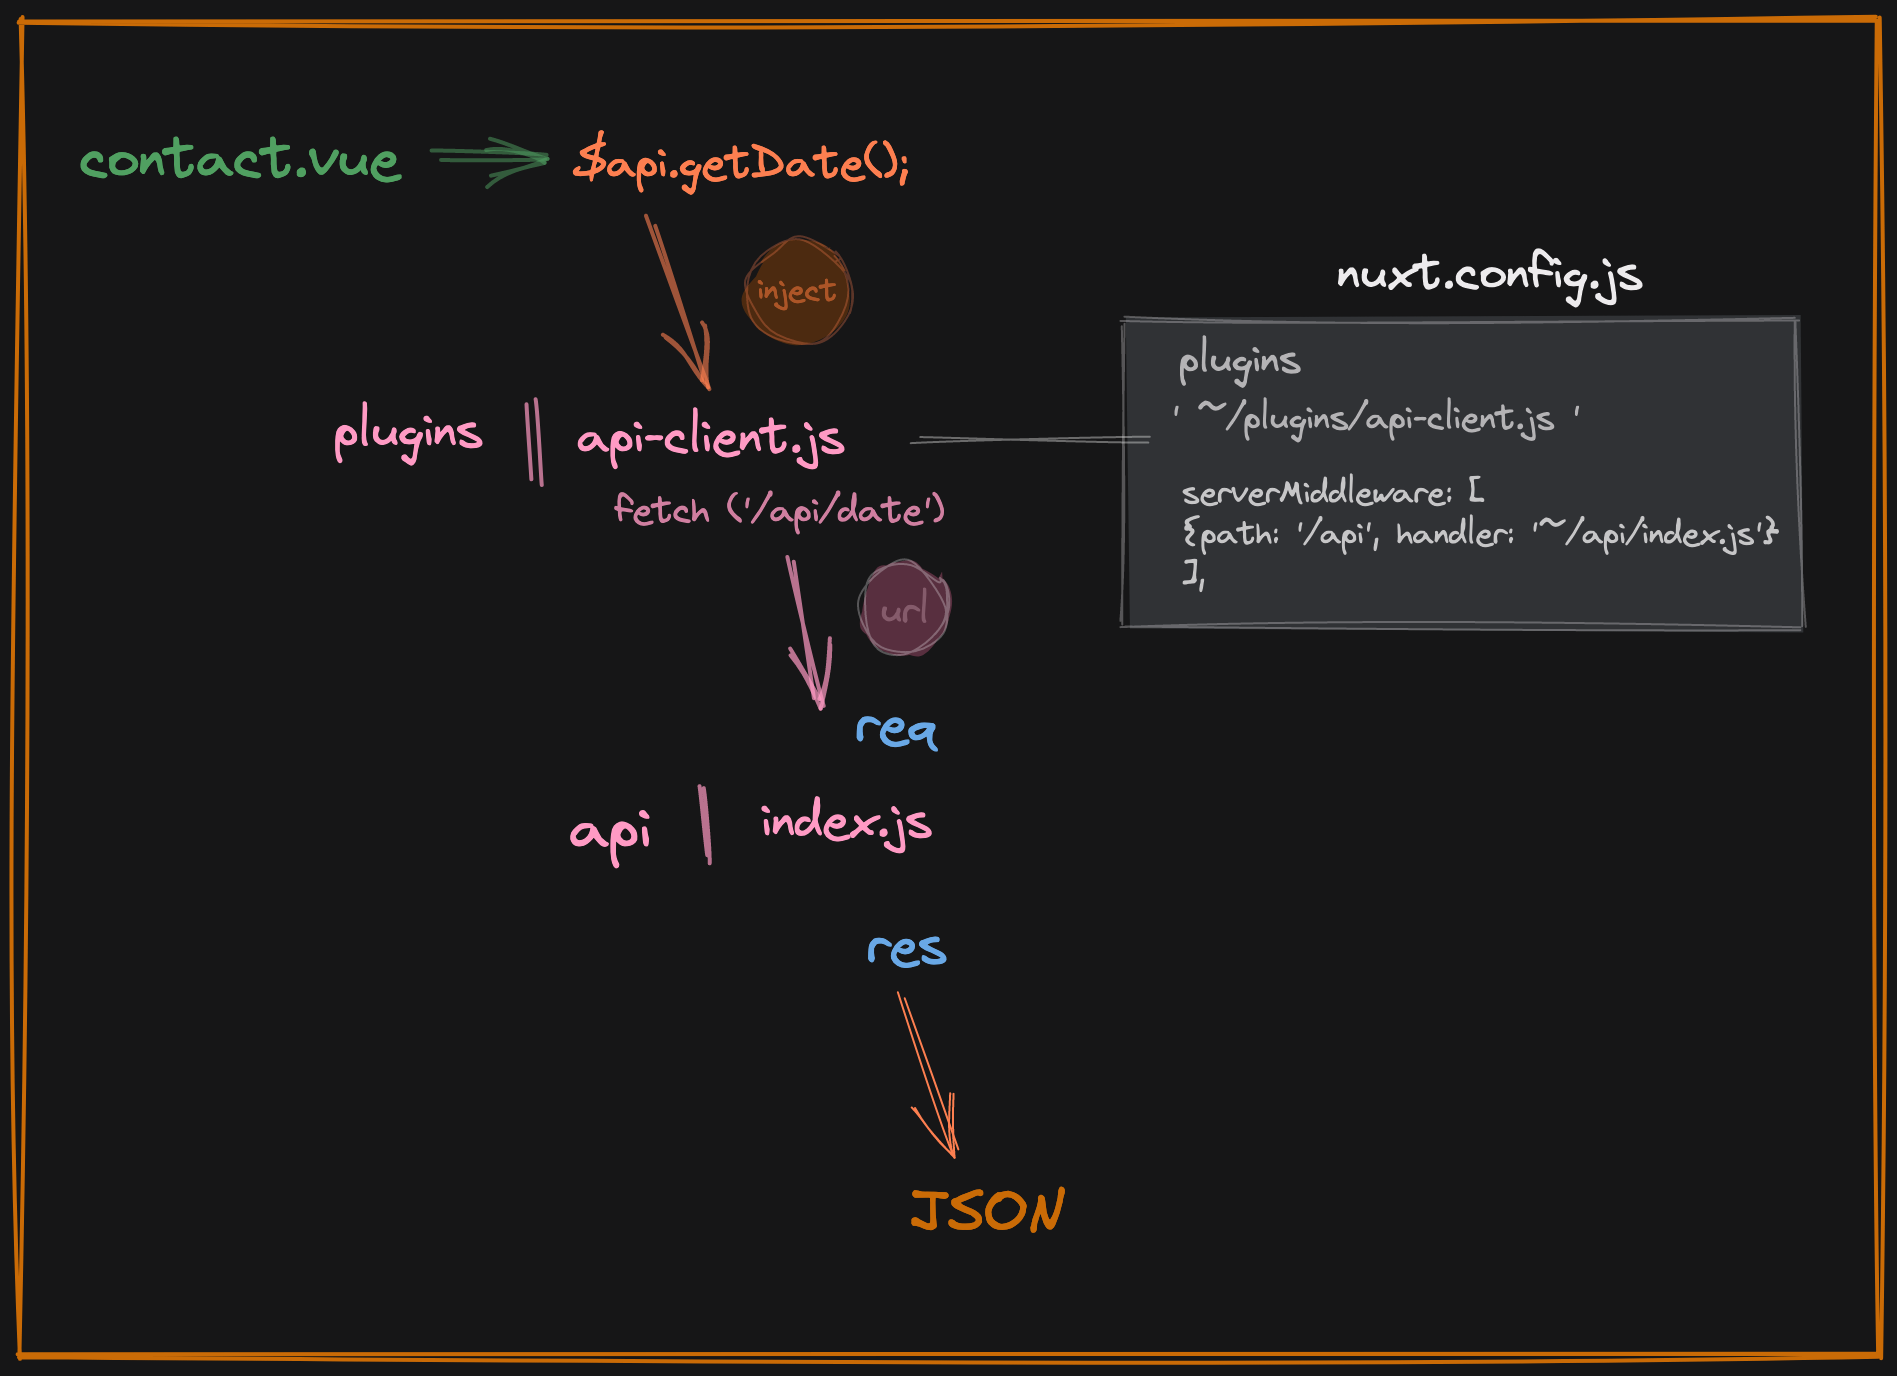 contact.vue
$api.getDate();
inject
nuxt.config.js
plugins
' ~/plugins/api-client.js '
serverMiddleware: [
{path: '/api', handler: '~/api/index.js'}
],
plugins
api-client.js
fetch ('/api/date')
url
req
api
index.js
res
JSON